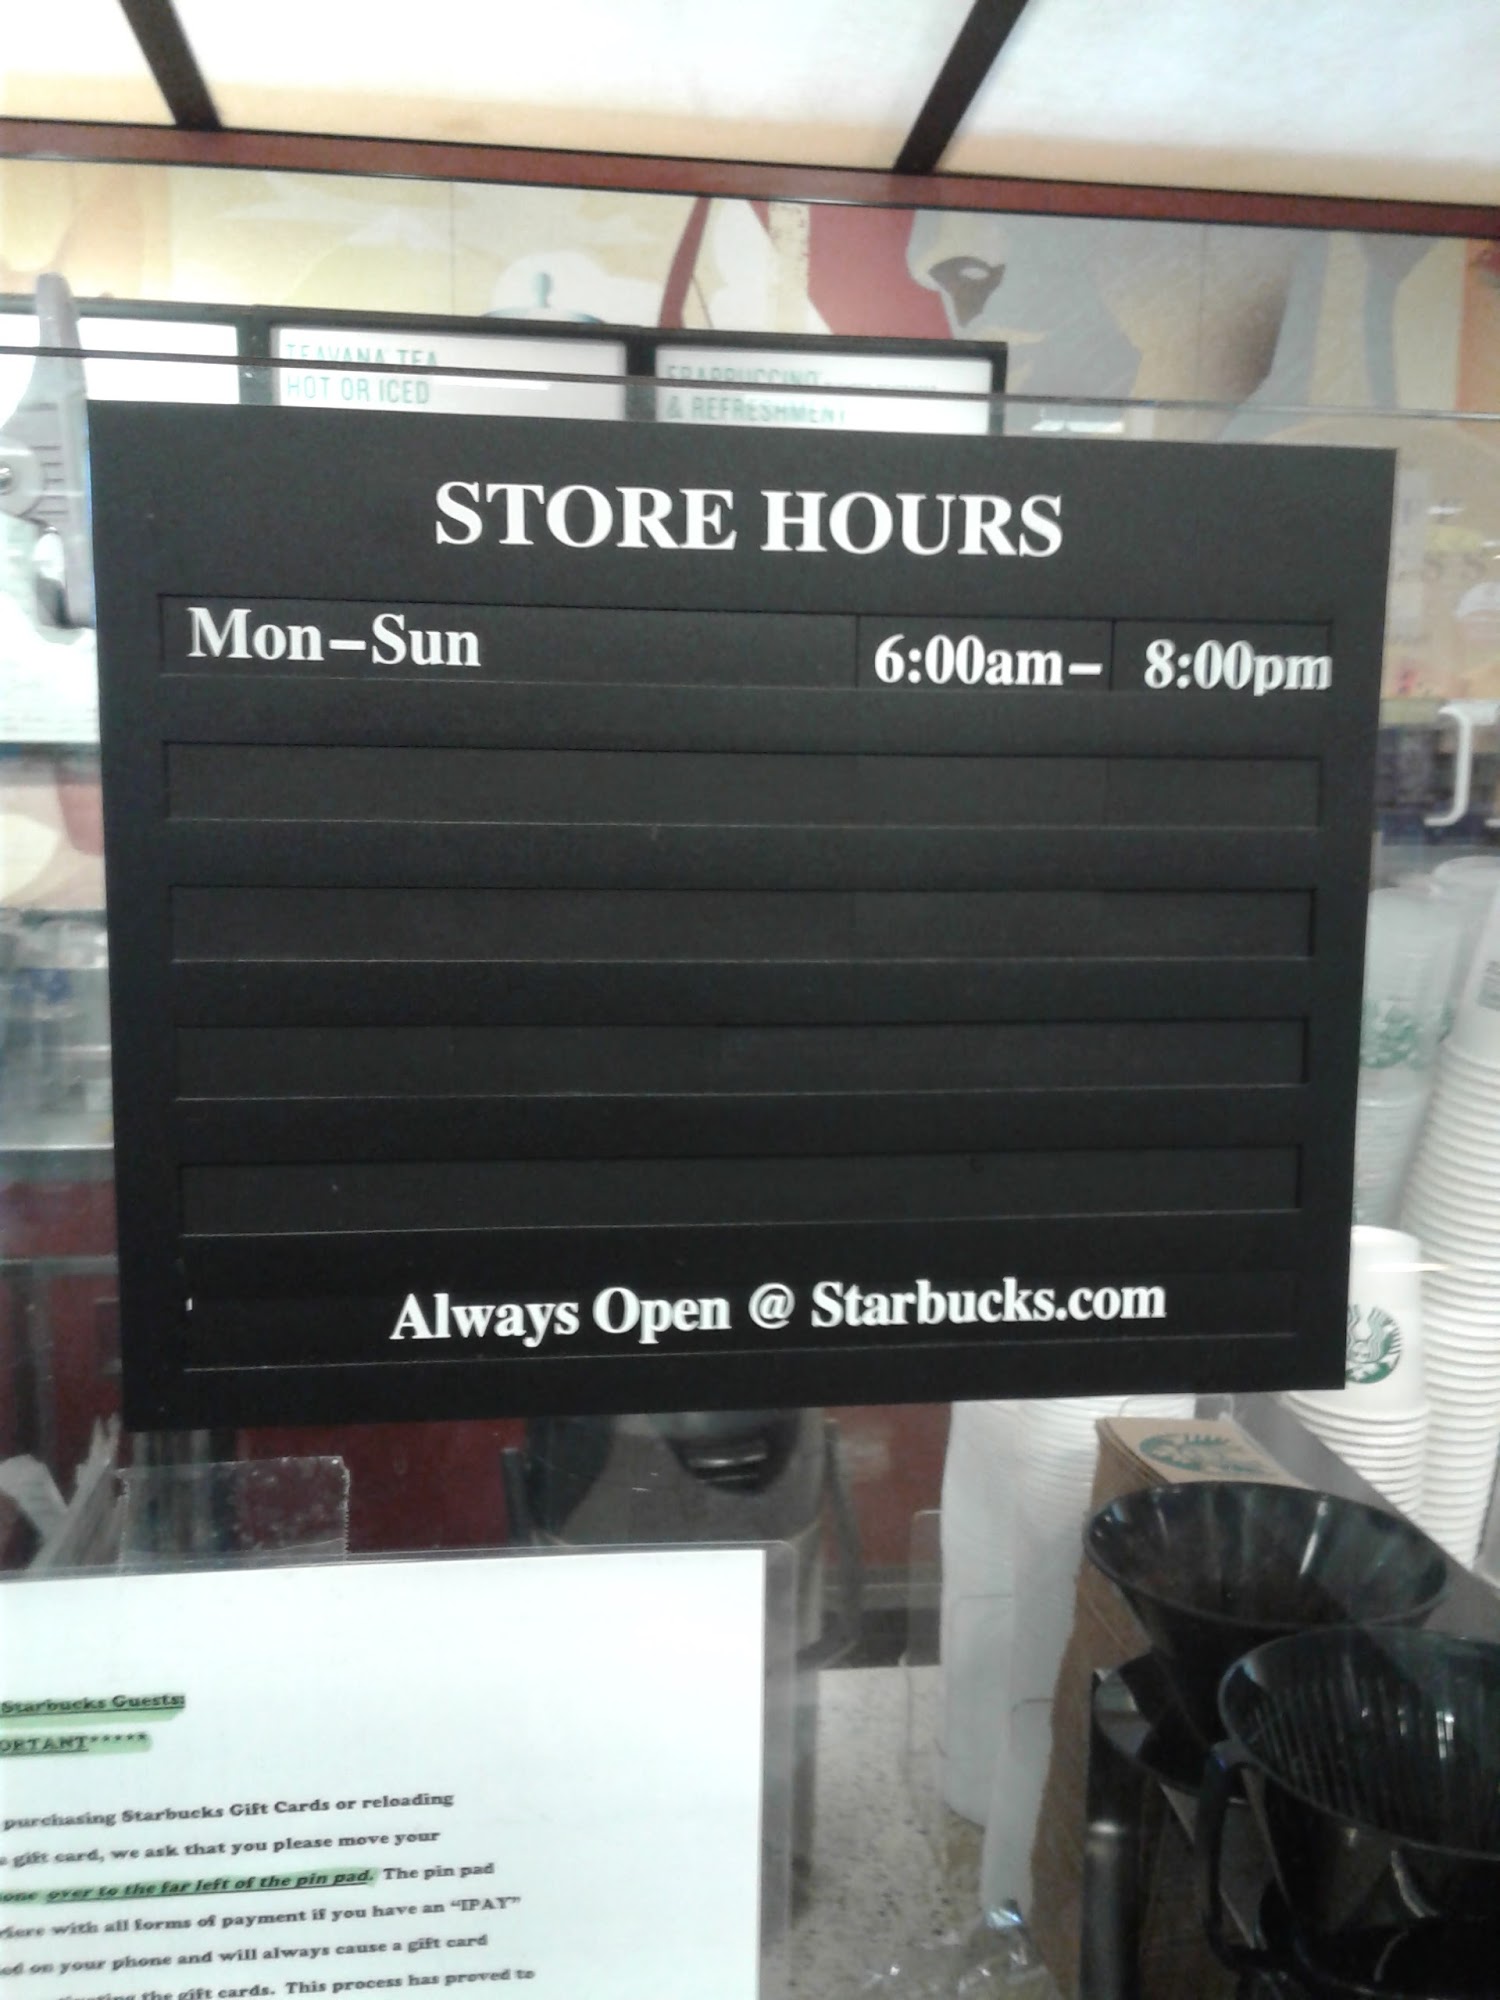 TEAVANA TEA
HOT OR ICED
FRAPPUCCINO
& REFRESHMENT
STORE HOURS
Mon–Sun 6:00am– 8:00pm
Always Open @ Starbucks.com
Starbucks Guests:
ORTANT*****
purchasing Starbucks Gift Cards or reloading
gift card, we ask that you please move your
over to the far left of the pin pad. The pin pad
with all forms of payment if you have an "IPAY"
on your phone and will always cause a gift card
the gift cards. This process has proved to